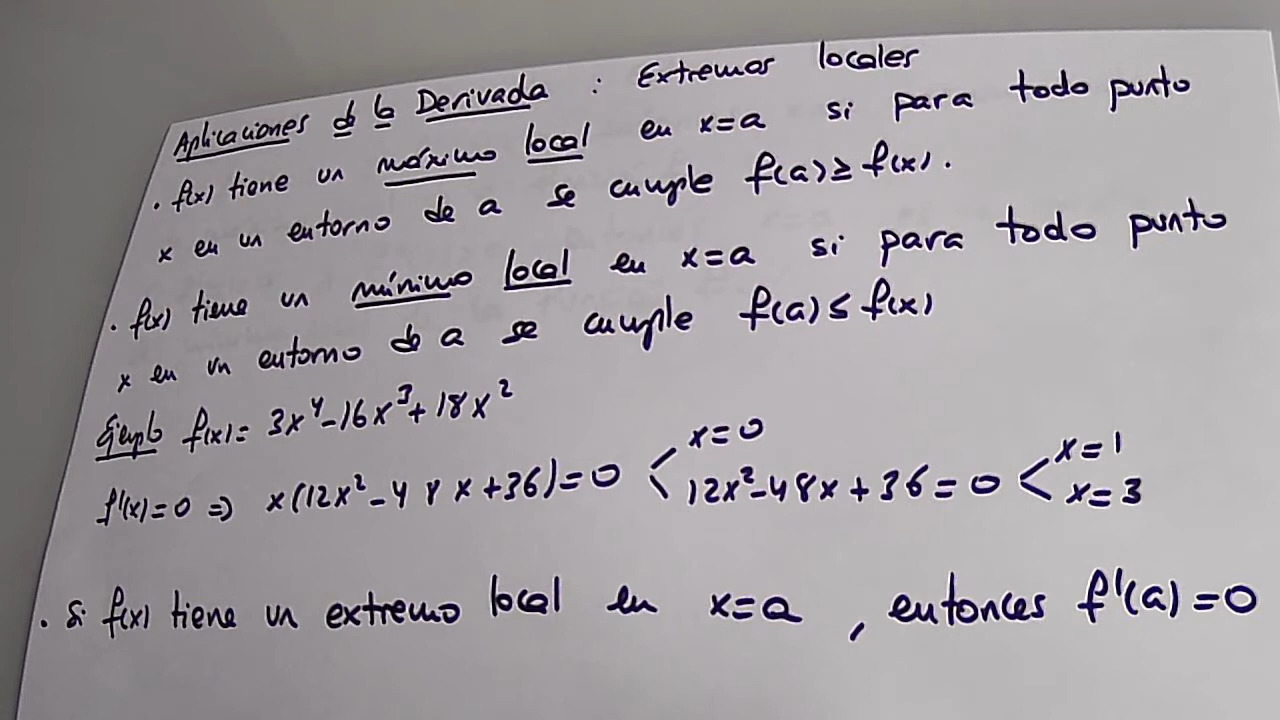 Aplicaciones de la Derivada : Extremos locales
. f(x) tiene un máximo local en x=a si para todo punto
x en un entorno de a se cumple f(a)≥f(x).
. f(x) tiene un mínimo local en x=a si para todo punto
x en un entorno de a se cumple f(a)≤f(x)
Ejemplo f(x)= 3x⁴-16x³+18x²
f'(x)=0 ⇒ x(12x²-48x+36)=0 < x=0 12x²-48x+36=0 < x=1 x=3
. Si f(x) tiene un extremo local en x=a, entonces f'(a)=0